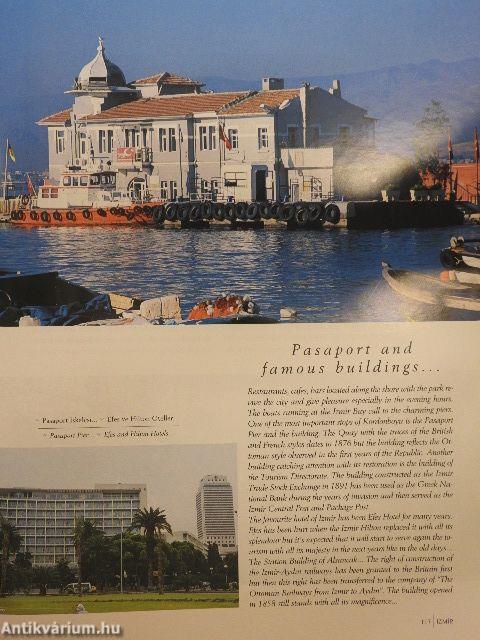 Pasaport and
famous buildings...
Restaurants, cafes, bars located along the shore with the park re-
vive the city and give pleasure especially in the evening hours.
The boats running at the Izmir Bay call to the charming piers.
One of the most important stops of Kordonboyu is the Pasaport
Pier and the building. The Quay with the troces of the British
and French styles dates to 1876 but the building reflects the Ot-
toman style observed in the first years of the Republic. Another
building catching attention with its restoration is the building of
the Tourism Directorate. The building constructed as the Izmir
Trade Stock Exchange in 1891 has been used as the Greek Na-
tional Bank during the years of invasion and then served as the
Izmir Central Post and Package Post.
The favourite hotel of Izmir has been Efes Hotel for many years.
Efes has been hurt when the Izmir Hilton replaced it with all its
splendour but it's expected that it will start to serve again the to-
urism with all its majesty in the next years like in the old days...
The Station Building of Alsancak... The right of construction of
the Izmir-Aydın railways has been granted to the Britain first
but then this right has been transferred to the company of "The
Ottoman Railways from Izmir to Aydın". The building opened
in 1858 still stands with all its magnificence...
Pasaport İskelesi... - Efes ve Hilton Otelleri
Pasaport Pier... - Efes and Hilton Hotels
117 İZMİR
Antikvárium.hu